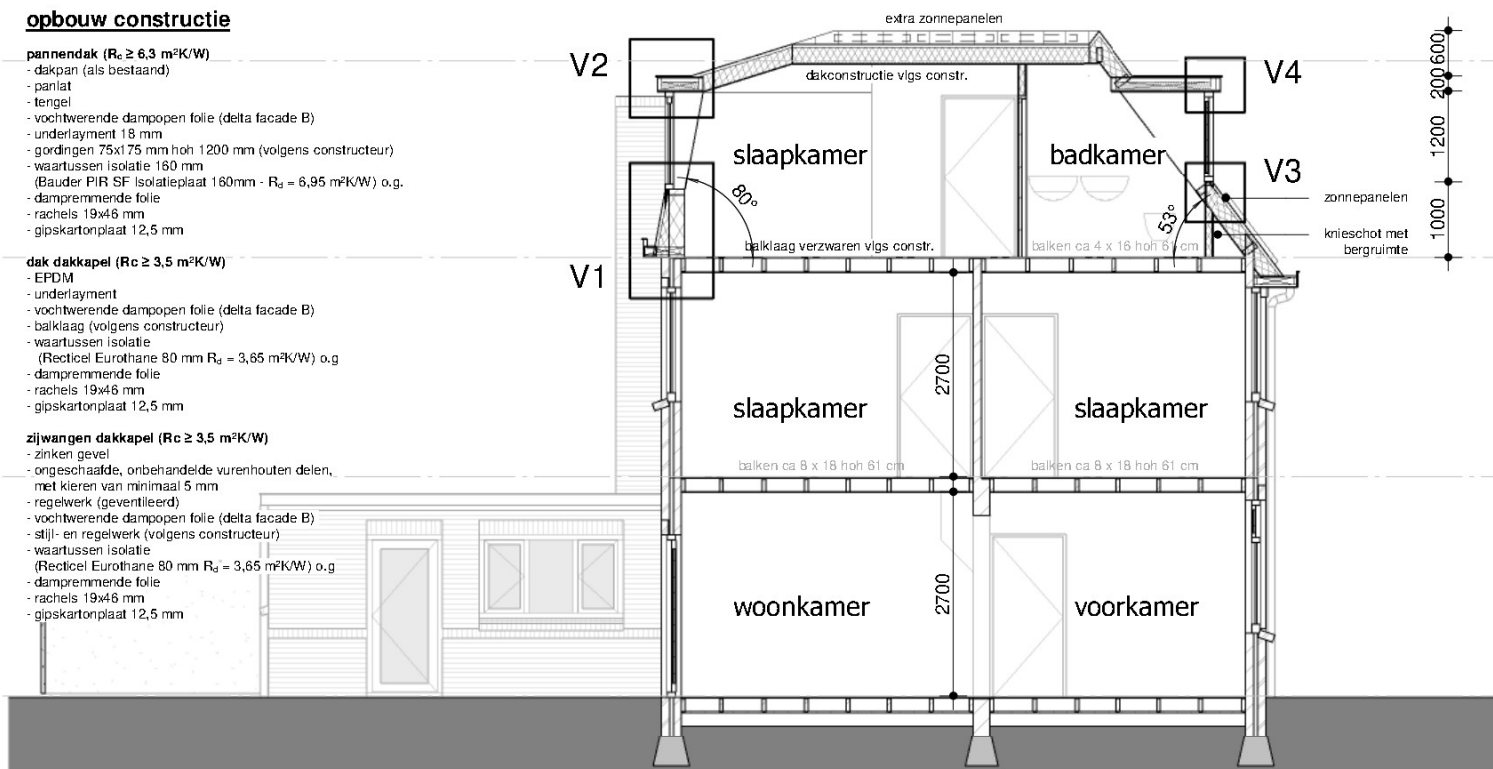 opbouw constructie
pannendak (Rc ≥ 6,3 m²K/W)
- dakpan (als bestaand)
- panlat
- tengel
- vochtwerende dampopen folie (delta facade B)
- underlayment 18 mm
- gordingen 75x175 mm hoh 1200 mm (volgens constructeur)
- waartussen isolatie 160 mm
(Bauder PIR SF Isolatieplaat 160mm - Rd = 6,95 m²K/W) o.g.
- dampremmende folie
- rachels 19x46 mm
- gipskartonplaat 12,5 mm
dak dakkapel (Rc ≥ 3,5 m²K/W)
- EPDM
- underlayment
- vochtwerende dampopen folie (delta facade B)
- balklaag (volgens constructeur)
- waartussen isolatie
(Recticel Eurothane 80 mm Rd = 3,65 m²K/W) o.g
- dampremmende folie
- rachels 19x46 mm
- gipskartonplaat 12,5 mm
zijwangen dakkapel (Rc ≥ 3,5 m²K/W)
- zinken gevel
- ongeschaafde, onbehandelde vurenhouten delen,
met kieren van minimaal 5 mm
- regelwerk (geventileerd)
- vochtwerende dampopen folie (delta facade B)
- stijl- en regelwerk (volgens constructeur)
- waartussen isolatie
(Recticel Eurothane 80 mm Rd = 3,65 m²K/W) o.g
- dampremmende folie
- rachels 19x46 mm
- gipskartonplaat 12,5 mm
extra zonnepanelen
V2
V4
dakconstructie vlgs constr.
600
200
1200
1000
slaapkamer
badkamer
V3
80°
53°
zonnepanelen
knieschot met
bergruimte
balklaag verzwaren vlgs constr.
balken ca 4 x 16 hoh 61 cm
V1
2700
slaapkamer
slaapkamer
balken ca 8 x 18 hoh 61 cm
balken ca 8 x 18 hoh 61 cm
2700
woonkamer
voorkamer